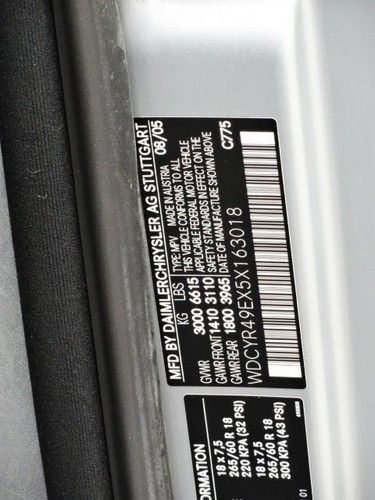 MFD BY DAIMLERCHRYSLER AG STUTTGART
08/05
KG LBS TYPE: MPV MADE IN AUSTRIA
GVWR 3000 6615 THIS VEHICLE CONFORMS TO ALL
APPLICABLE FEDERAL MOTOR VEHICLE
GAWR FRONT 1410 3110 SAFETY STANDARDS IN EFFECT ON THE
GAWR REAR 1800 3965 DATE OF MANUFACTURE SHOWN ABOVE
WDCYR49EX5X163018 C775
18 x 7,5
265/60 R 18
220 KPA (32 PSI)
18 x 7,5
265/60 R 18
300 KPA (43 PSI)
01